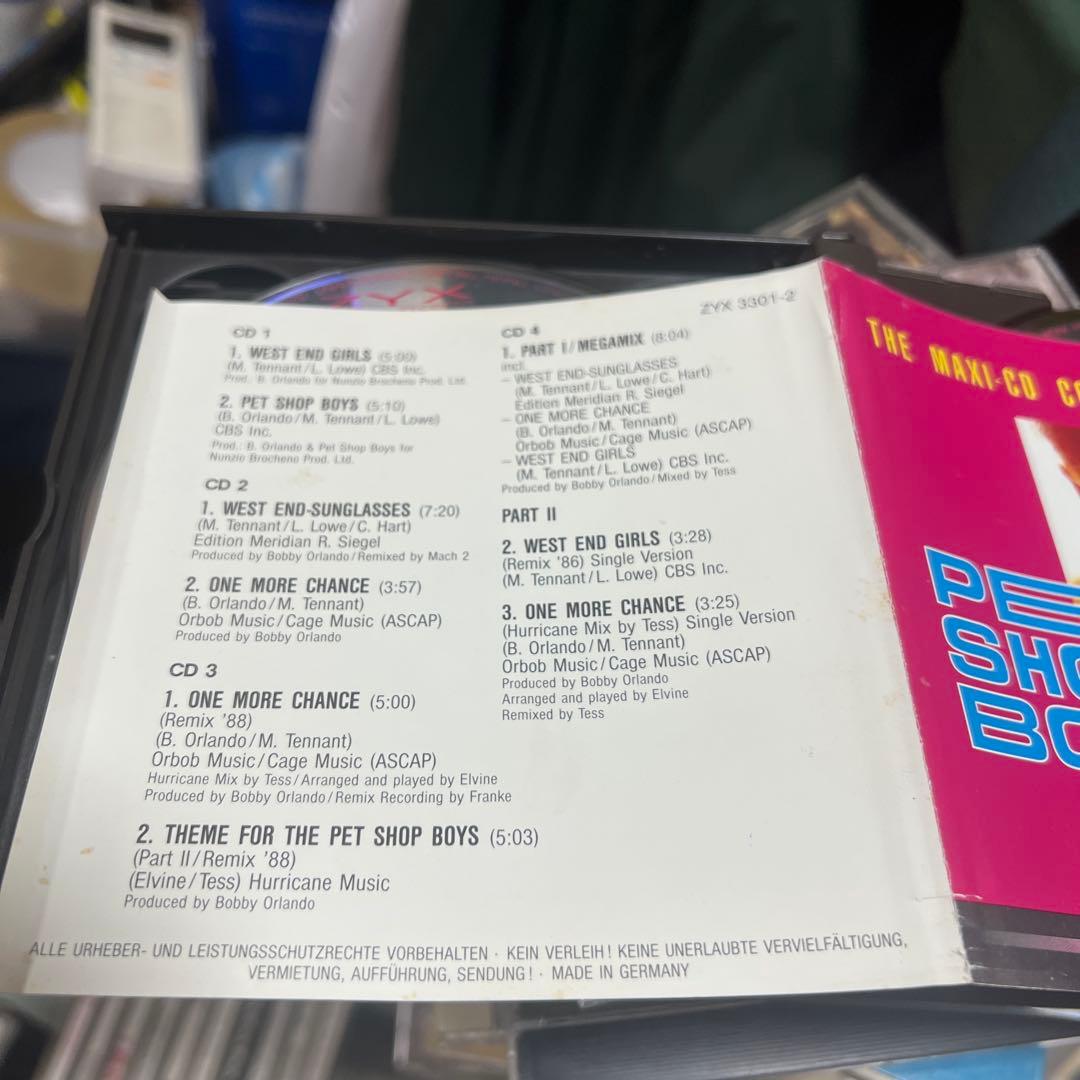 ZYX
ZYX 3301-2
CD 1
1. WEST END GIRLS (5:00)
(M. Tennant/L. Lowe) CBS Inc.
Prod. B. Orlando for Nunzio Brocheno Prod. Ltd.
2. PET SHOP BOYS (5:10)
(B. Orlando/M. Tennant/L. Lowe)
CBS Inc.
Prod.: B. Orlando & Pet Shop Boys for
Nunzio Brocheno Prod. Ltd.
CD 2
1. WEST END-SUNGLASSES (7:20)
(M. Tennant/L. Lowe/C. Hart)
Edition Meridian R. Siegel
Produced by Bobby Orlando/Remixed by Mach 2
2. ONE MORE CHANCE (3:57)
(B. Orlando/M. Tennant)
Orbob Music/Cage Music (ASCAP)
Produced by Bobby Orlando
CD 3
1. ONE MORE CHANCE (5:00)
(Remix '88)
(B. Orlando/M. Tennant)
Orbob Music/Cage Music (ASCAP)
Hurricane Mix by Tess/Arranged and played by Elvine
Produced by Bobby Orlando/Remix Recording by Franke
2. THEME FOR THE PET SHOP BOYS (5:03)
(Part II/Remix '88)
(Elvine/Tess) Hurricane Music
Produced by Bobby Orlando
CD 4
1. PART I/MEGAMIX (8:04)
incl.
– WEST END-SUNGLASSES
(M. Tennant/L. Lowe/C. Hart)
Edition Meridian R. Siegel
– ONE MORE CHANCE
(B. Orlando/M. Tennant)
Orbob Music/Cage Music (ASCAP)
– WEST END GIRLS
(M. Tennant/L. Lowe) CBS Inc.
Produced by Bobby Orlando/Mixed by Tess
PART II
2. WEST END GIRLS (3:28)
(Remix '86) Single Version
(M. Tennant/L. Lowe) CBS Inc.
3. ONE MORE CHANCE (3:25)
(Hurricane Mix by Tess) Single Version
(B. Orlando/M. Tennant)
Orbob Music/Cage Music (ASCAP)
Produced by Bobby Orlando
Arranged and played by Elvine
Remixed by Tess
ALLE URHEBER- UND LEISTUNGSSCHUTZRECHTE VORBEHALTEN · KEIN VERLEIH! KEINE UNERLAUBTE VERVIELFÄLTIGUNG,
VERMIETUNG, AUFFÜHRUNG, SENDUNG! · MADE IN GERMANY
THE MAXI-CD CO
PE
SHO
BO